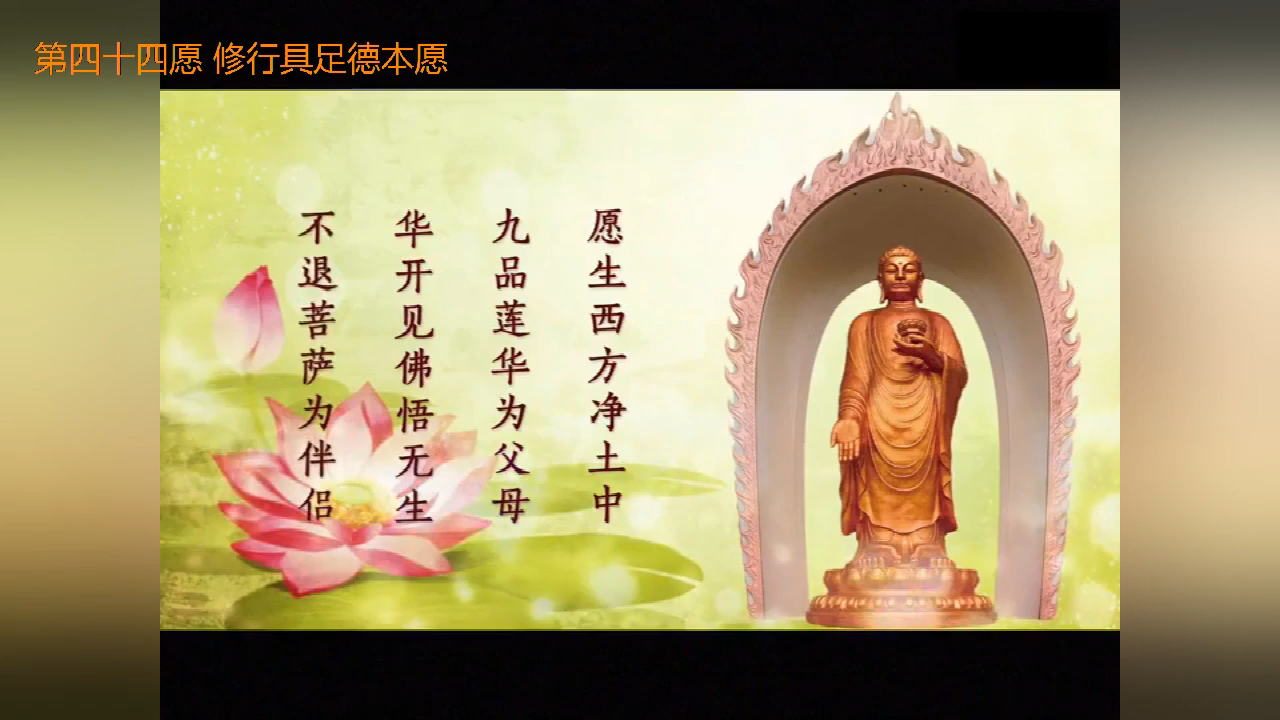 第四十四愿 修行具足德本愿
愿生西方净土中
九品莲华为父母
华开见佛悟无生
不退菩萨为伴侣